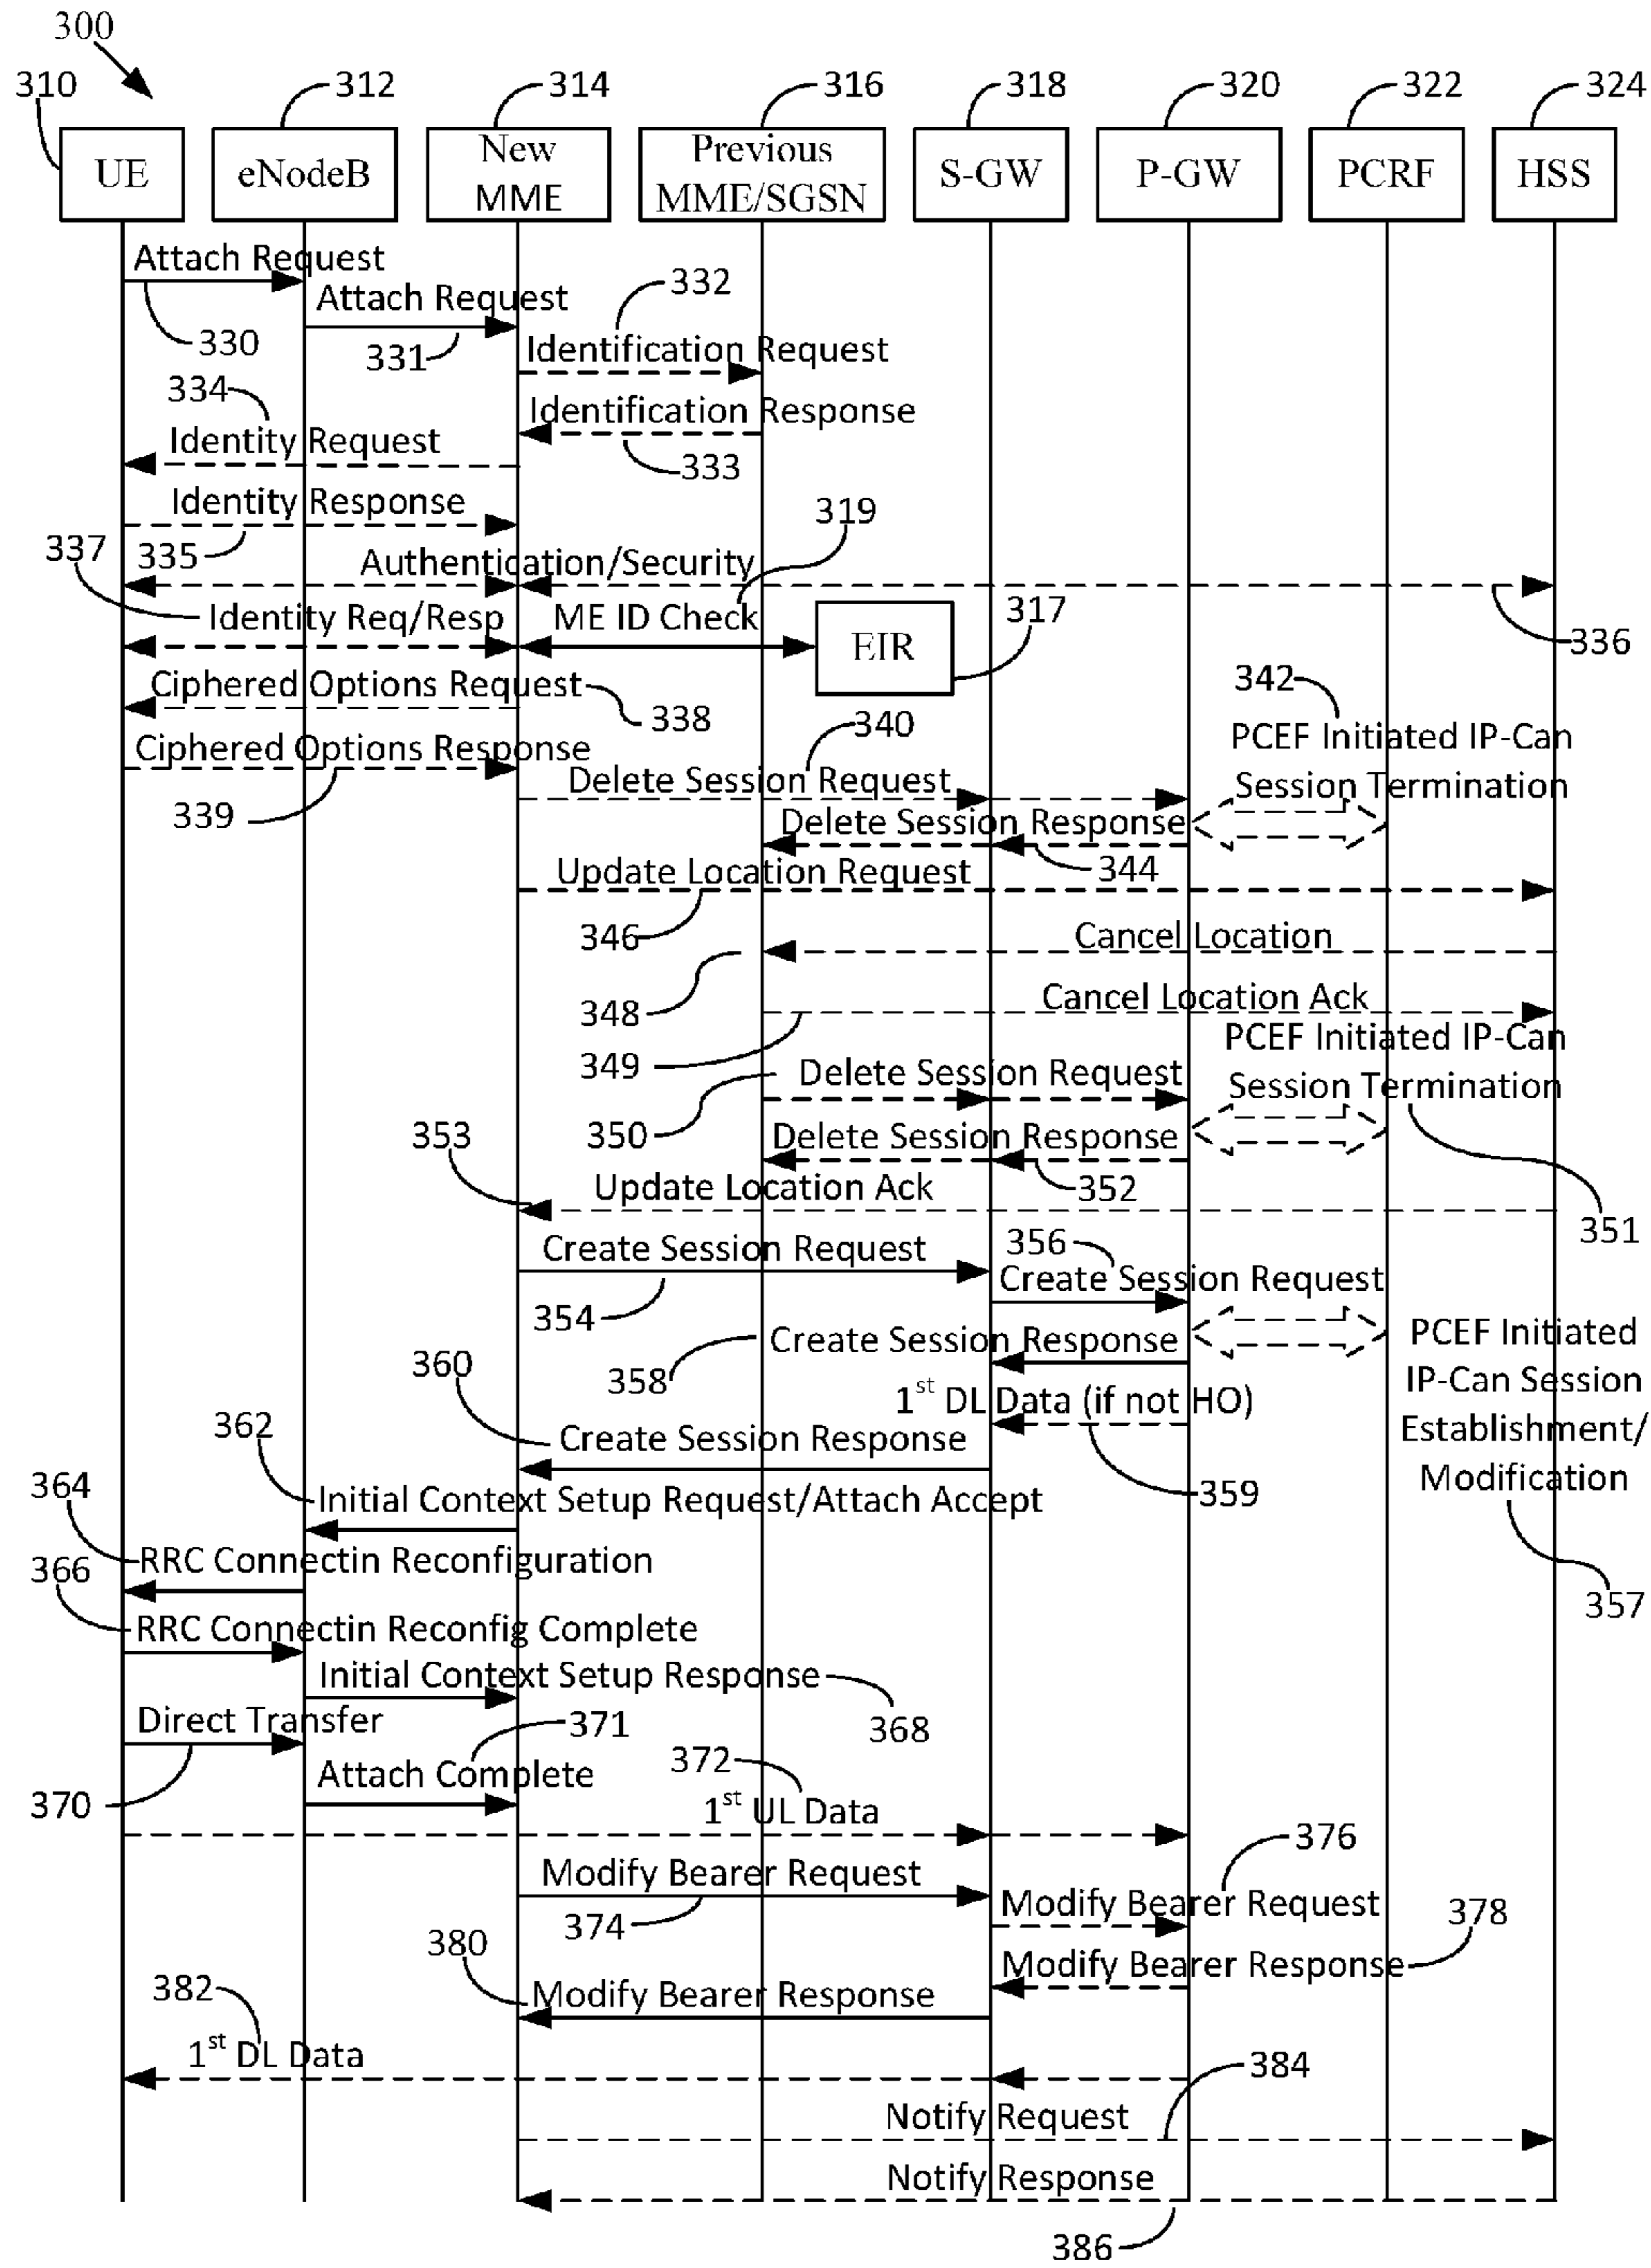 300
310
312
314
316
318
320
322
324
UE
eNodeB
New
MME
Previous
MME/SGSN
S-GW
P-GW
PCRF
HSS
Attach Request
330
Attach Request
331
332
Identification Request
334
Identification Response
333
Identity Request
Identity Response
335
319
337
Authentication/Security
336
Identity Req/Resp
ME ID Check
EIR
317
Ciphered Options Request
338
342
340
PCEF Initiated IP-Can
Session Termination
Ciphered Options Response
339
Delete Session Request
Delete Session Response
344
Update Location Request
346
Cancel Location
348
Cancel Location Ack
349
PCEF Initiated IP-Can
Session Termination
Delete Session Request
350
353
Delete Session Response
352
351
Update Location Ack
Create Session Request
354
356
Create Session Request
Create Session Response
358
PCEF Initiated
IP-Can Session
Establishment/
Modification
357
360
1st DL Data (if not HO)
359
Create Session Response
362
Initial Context Setup Request/Attach Accept
364
RRC Connectin Reconfiguration
366
RRC Connectin Reconfig Complete
Initial Context Setup Response
368
Direct Transfer
370
371
Attach Complete
372
1st UL Data
376
Modify Bearer Request
374
Modify Bearer Request
378
380
Modify Bearer Response
Modify Bearer Response
382
1st DL Data
384
Notify Request
Notify Response
386